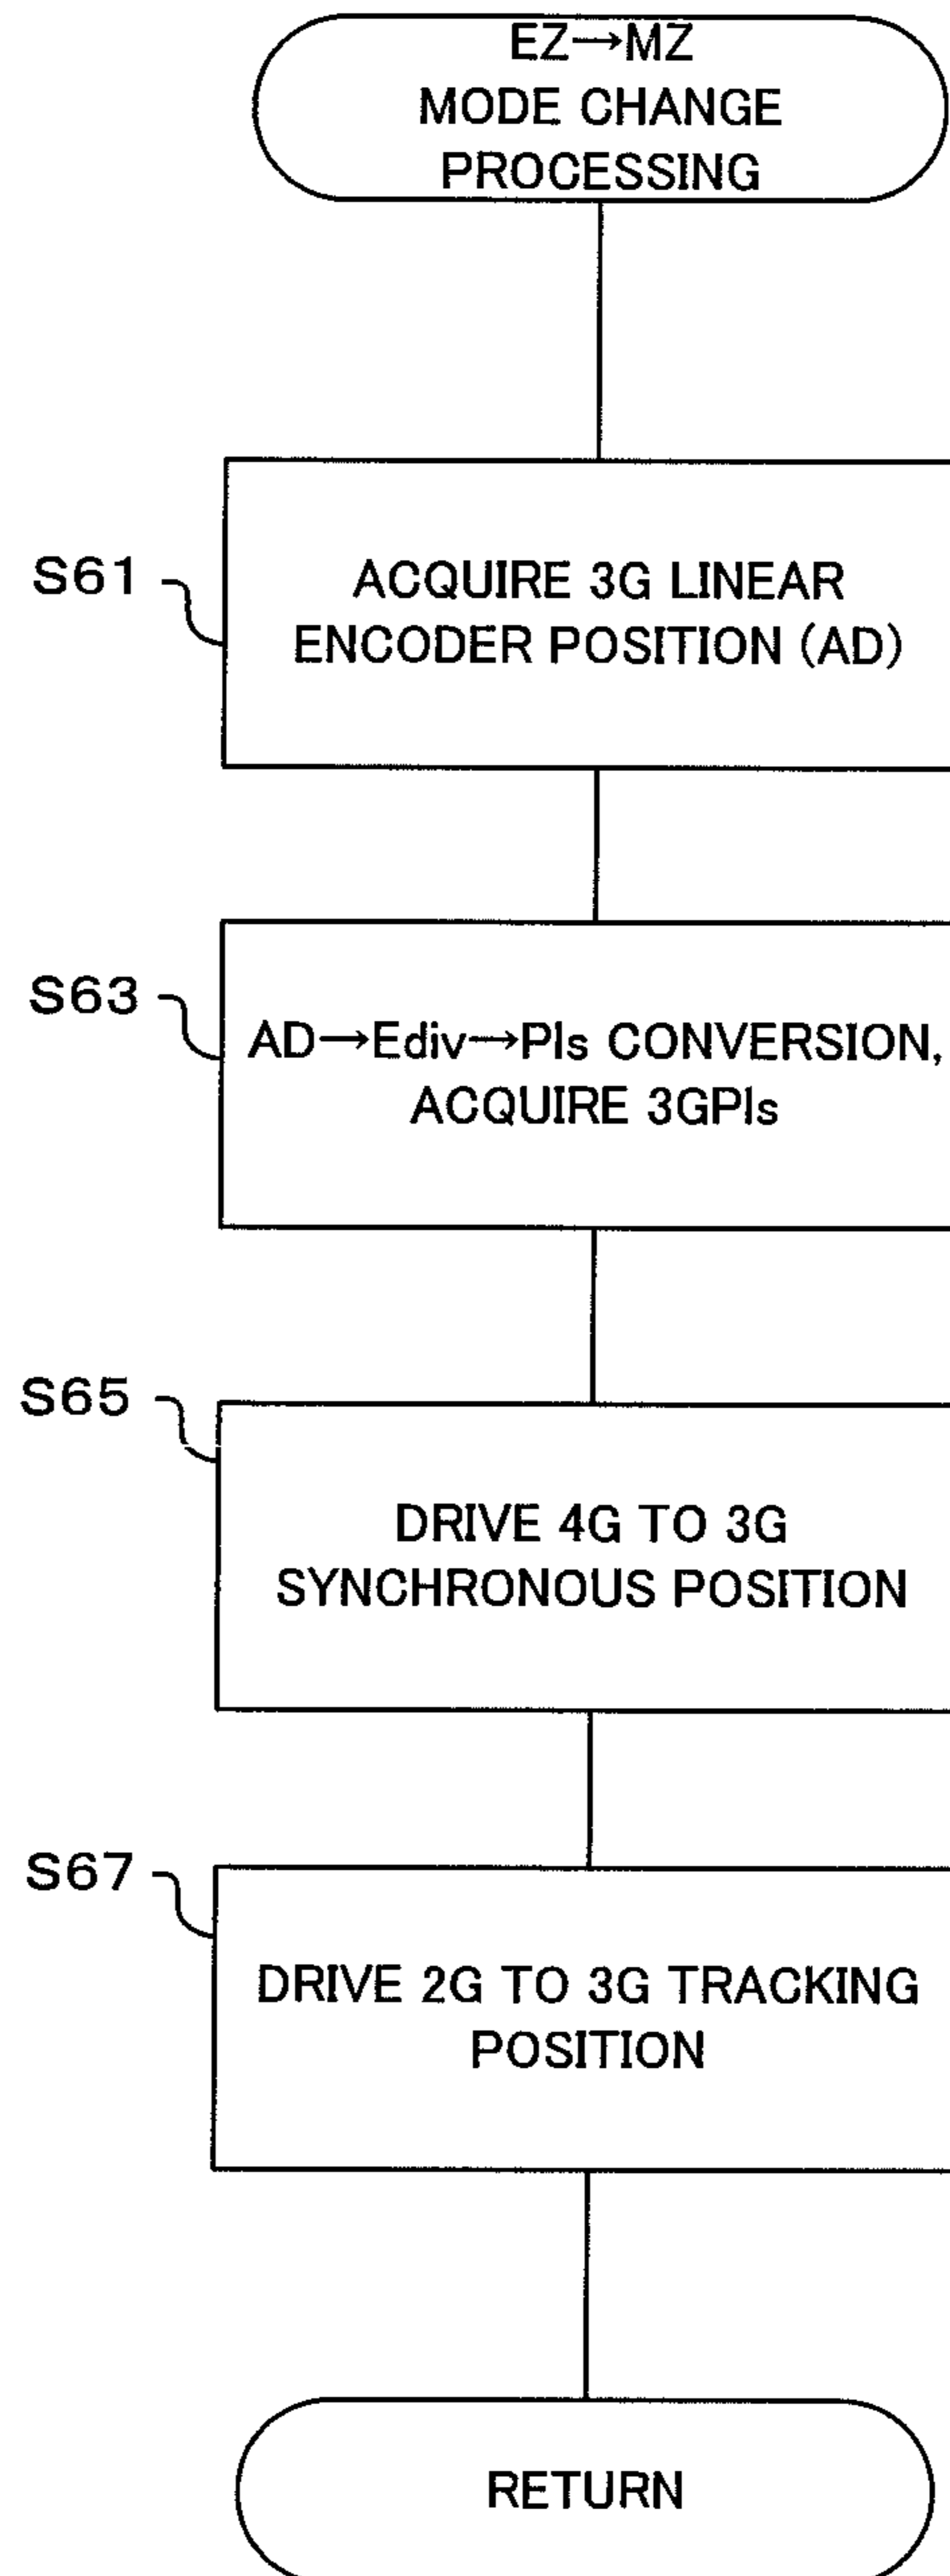 EZ→MZ
MODE CHANGE
PROCESSING
S61
ACQUIRE 3G LINEAR
ENCODER POSITION (AD)
S63
AD→Ediv→Pls CONVERSION,
ACQUIRE 3GPls
S65
DRIVE 4G TO 3G
SYNCHRONOUS POSITION
S67
DRIVE 2G TO 3G TRACKING
POSITION
RETURN